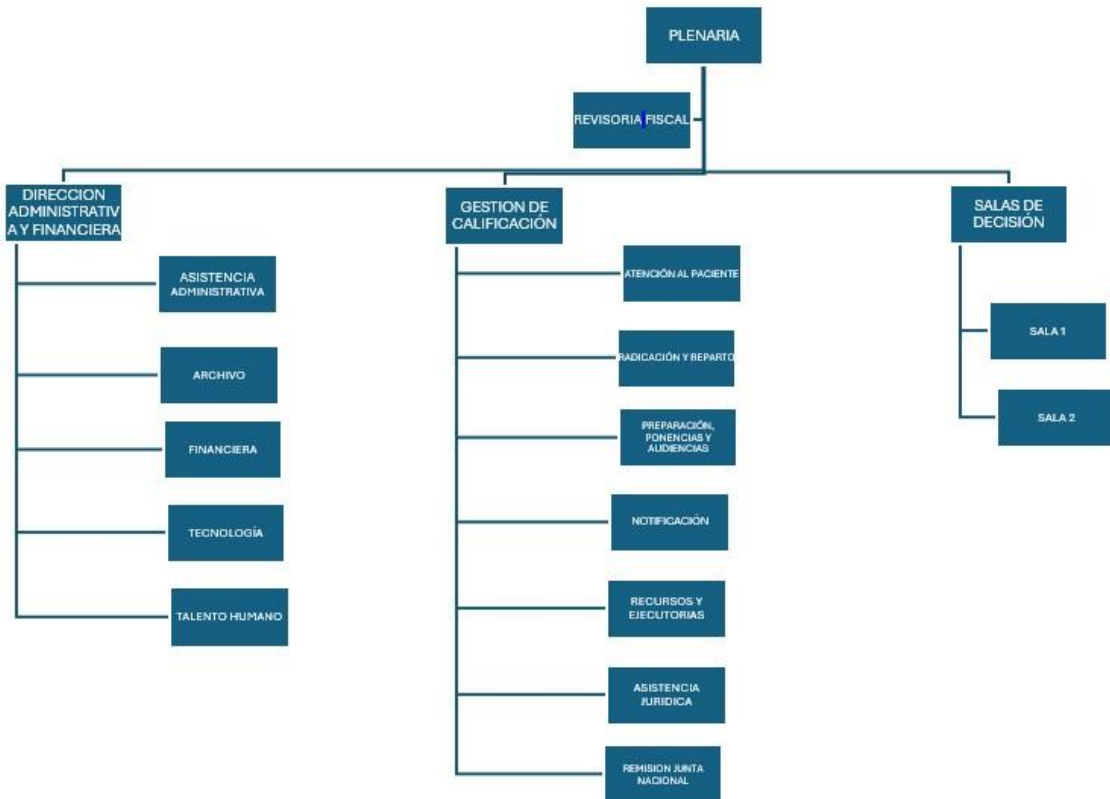 PLENARIA
REVISORIA FISCAL
DIRECCION
ADMINISTRATIV
A Y FINANCIERA
GESTION DE
CALIFICACIÓN
SALAS DE
DECISIÓN
ASISTENCIA
ADMINISTRATIVA
ARCHIVO
FINANCIERA
TECNOLOGÍA
TALENTO HUMANO
ATENCIÓN AL PACIENTE
RADICACIÓN Y REPARTO
PREPARACIÓN,
PONENCIAS Y
AUDIENCIAS
NOTIFICACIÓN
RECURSOS Y
EJECUTORIAS
ASISTENCIA
JURIDICA
REMISION JUNTA
NACIONAL
SALA 1
SALA 2